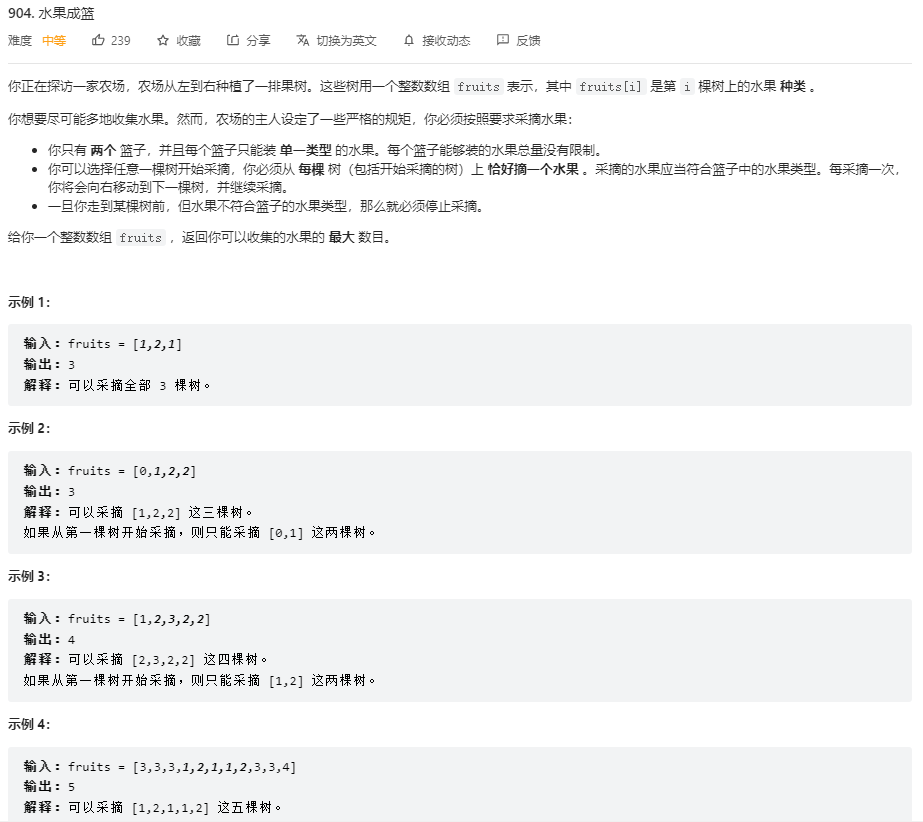 904. 水果成篮
难度 中等 239 收藏 分享 切换为英文 接收动态 反馈
你正在探访一家农场，农场从左到右种植了一排果树。这些树用一个整数数组 fruits 表示，其中 fruits[i] 是第 i 棵树上的水果 种类 。
你想要尽可能多地收集水果。然而，农场的主人设定了一些严格的规矩，你必须按照要求采摘水果：
你只有 两个 篮子，并且每个篮子只能装 单一类型 的水果。每个篮子能够装的水果总量没有限制。
你可以选择任意一棵树开始采摘，你必须从 每棵 树（包括开始采摘的树）上 恰好摘一个水果 。采摘的水果应当符合篮子中的水果类型。每采摘一次，
你将会向右移动到下一棵树，并继续采摘。
一旦你走到某棵树前，但水果不符合篮子的水果类型，那么就必须停止采摘。
给你一个整数数组 fruits ，返回你可以收集的水果的 最大 数目。
示例 1：
输入：fruits = [1,2,1]
输出：3
解释：可以采摘全部 3 棵树。
示例 2：
输入：fruits = [0,1,2,2]
输出：3
解释：可以采摘 [1,2,2] 这三棵树。
如果从第一棵树开始采摘，则只能采摘 [0,1] 这两棵树。
示例 3：
输入：fruits = [1,2,3,2,2]
输出：4
解释：可以采摘 [2,3,2,2] 这四棵树。
如果从第一棵树开始采摘，则只能采摘 [1,2] 这两棵树。
示例 4：
输入：fruits = [3,3,3,1,2,1,1,2,3,3,4]
输出：5
解释：可以采摘 [1,2,1,1,2] 这五棵树。